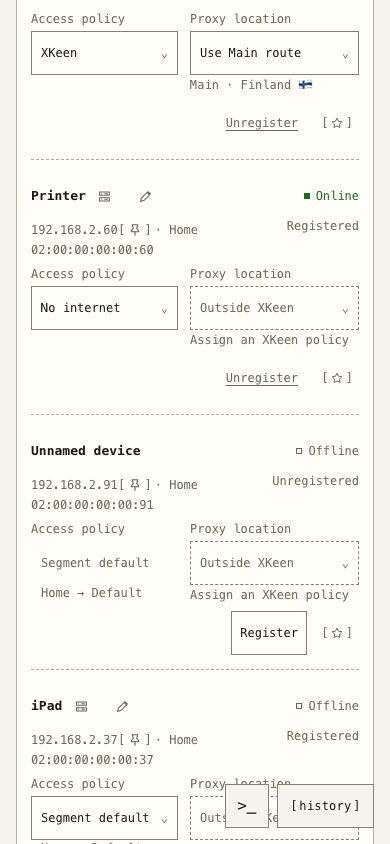 Access policy Proxy location
XKeen Use Main route
Main · Finland 🇫🇮
Unregister [☆]
Printer Online
192.168.2.60[ ]· Home Registered
02:00:00:00:00:60
Access policy Proxy location
No internet Outside XKeen
Assign an XKeen policy
Unregister [☆]
Unnamed device Offline
192.168.2.91[ ]· Home Unregistered
02:00:00:00:00:91
Access policy Proxy location
Segment default Outside XKeen
Home → Default Assign an XKeen policy
Register [☆]
iPad Offline
192.168.2.37[ ]· Home Registered
02:00:00:00:00:37
Access policy Proxy location
Segment default
>_ [history]